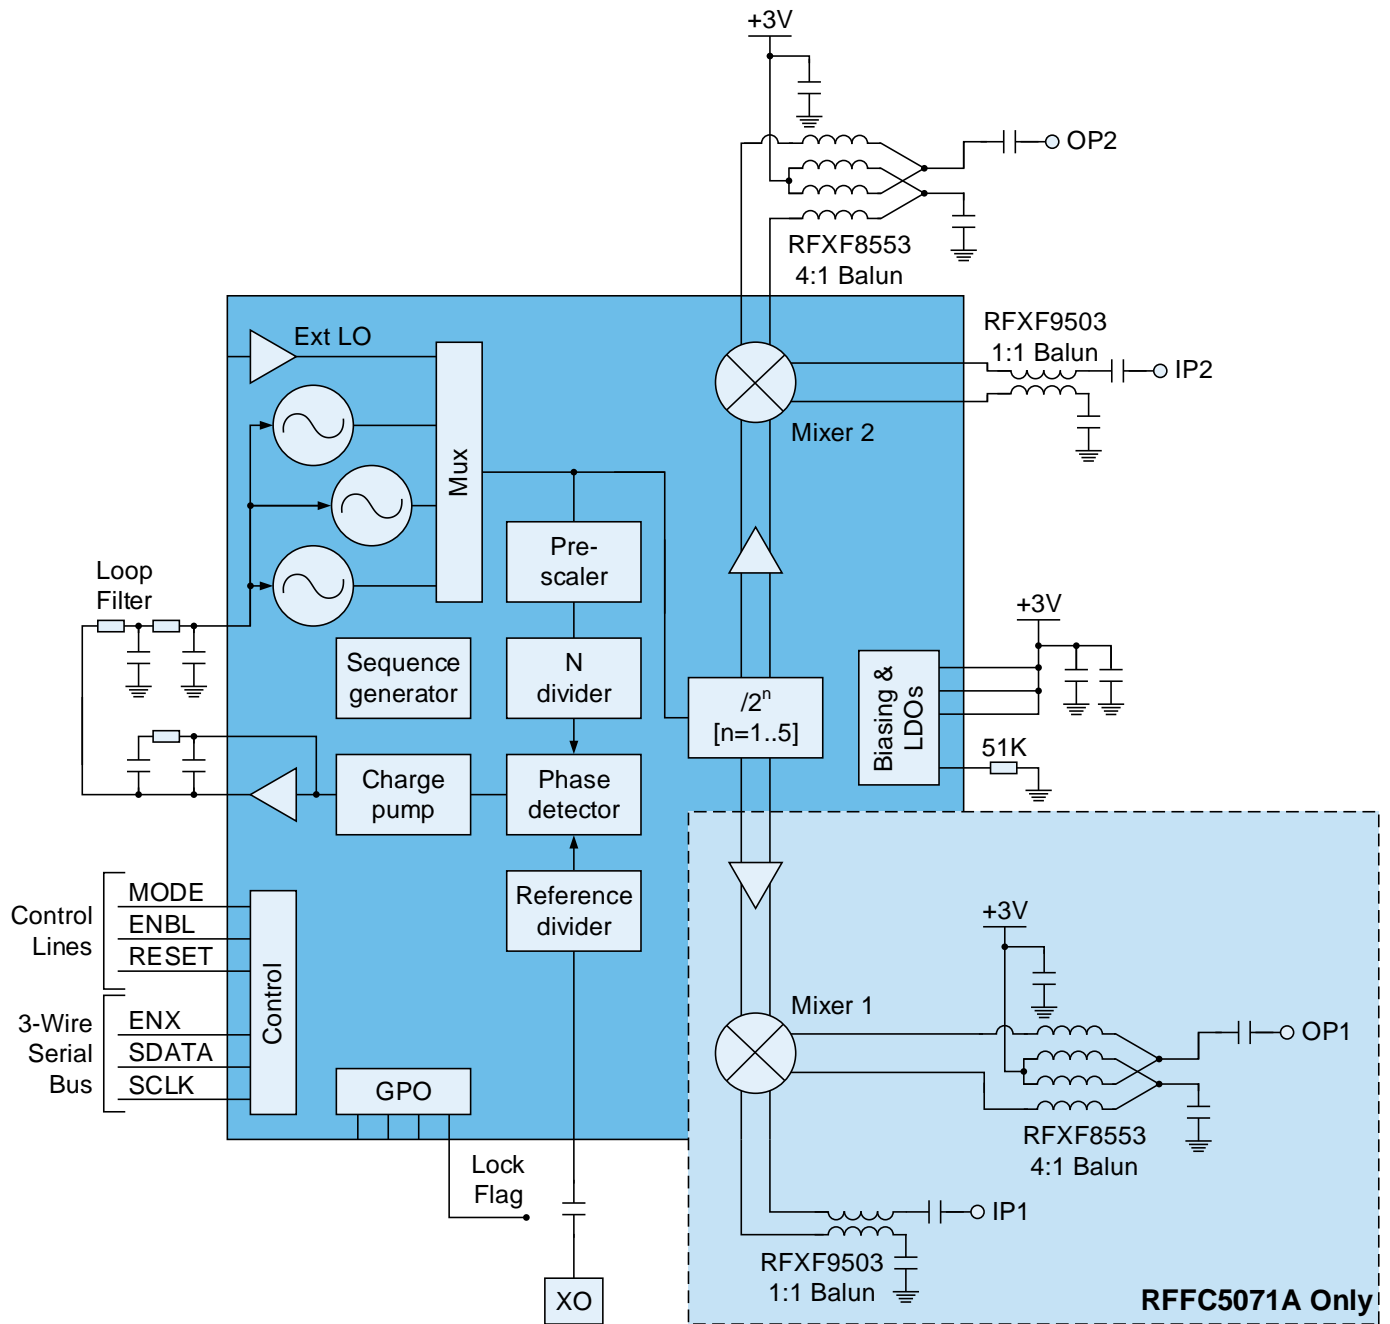 +3V
OP2
RFXF8553
4:1 Balun
RFXF9503
1:1 Balun
IP2
Ext LO
Mux
Mixer 2
Pre-
scaler
Loop
Filter
Sequence
generator
N
divider
/2ⁿ
[n=1..5]
Biasing &
LDOs
+3V
51K
Charge
pump
Phase
detector
Reference
divider
Control
Lines
MODE
ENBL
RESET
3-Wire
Serial
Bus
ENX
SDATA
SCLK
Control
GPO
Lock
Flag
XO
+3V
Mixer 1
OP1
RFXF8553
4:1 Balun
IP1
RFXF9503
1:1 Balun
RFFC5071A Only